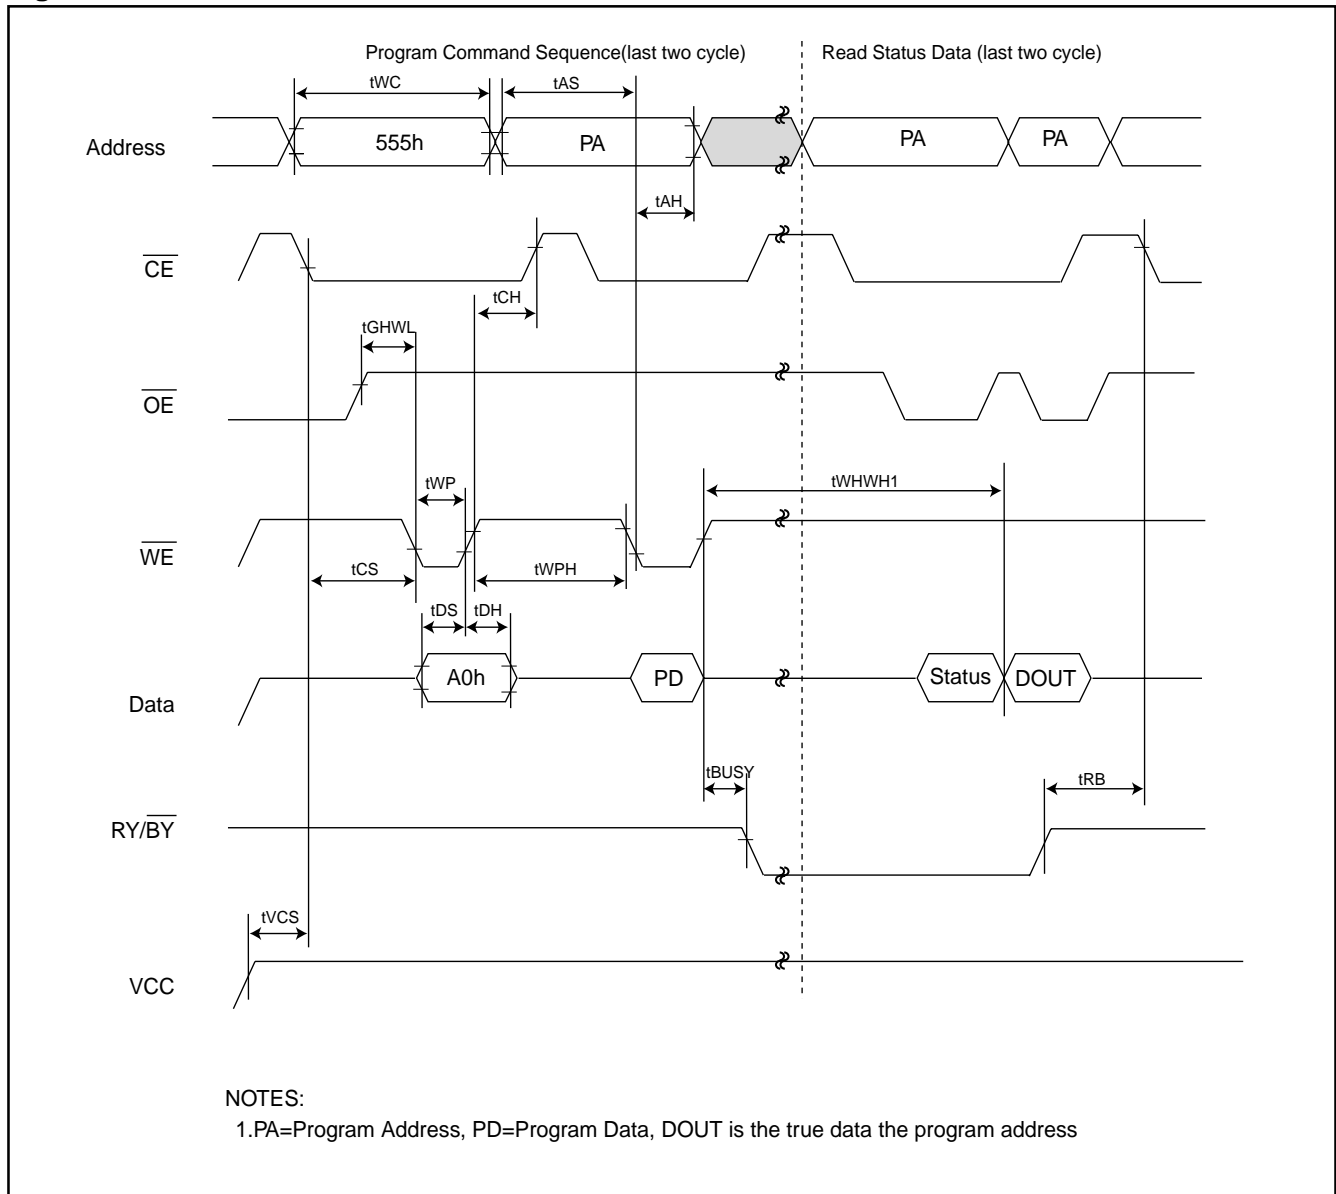 Program Command Sequence(last two cycle) Read Status Data (last two cycle)
tWC tAS
Address 555h PA PA PA
tAH
CE
tCH
tGHWL
OE
tWP tWHWH1
WE
tCS tWPH
tDS tDH
Data A0h PD Status DOUT
tBUSY tRB
RY/BY
tVCS
VCC
NOTES:
1.PA=Program Address, PD=Program Data, DOUT is the true data the program address